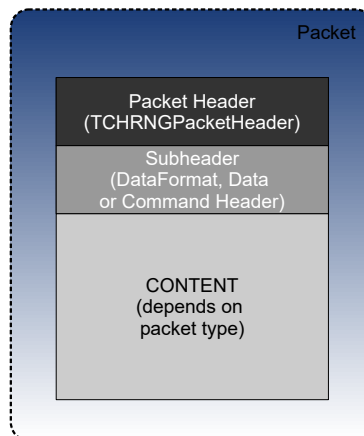 Packet
Packet Header
(TCHRNGPacketHeader)
Subheader
(DataFormat, Data
or Command Header)
CONTENT
(depends on
packet type)